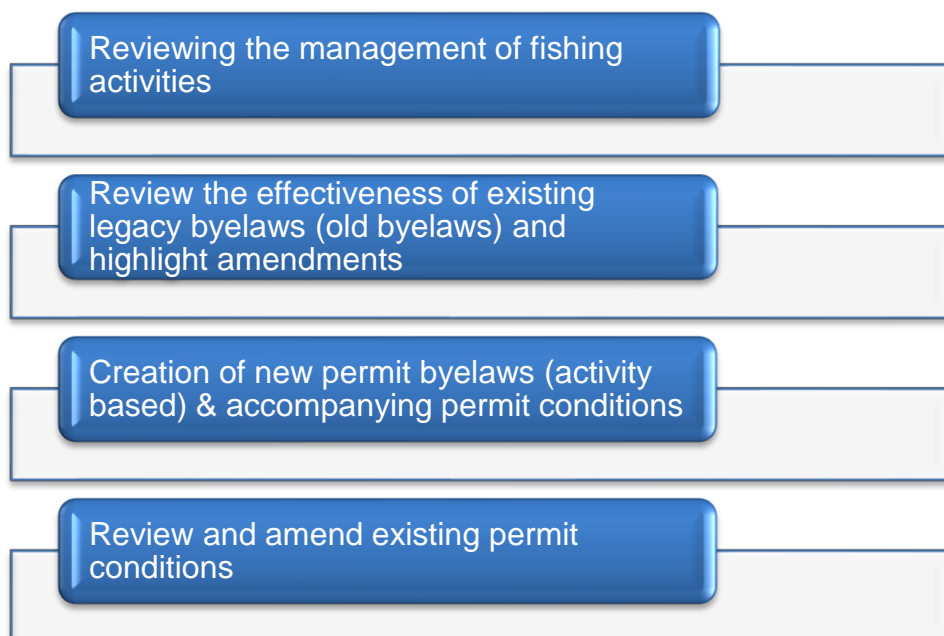 Reviewing the management of fishing
activities
Review the effectiveness of existing
legacy byelaws (old byelaws) and
highlight amendments
Creation of new permit byelaws (activity
based) & accompanying permit conditions
Review and amend existing permit
conditions